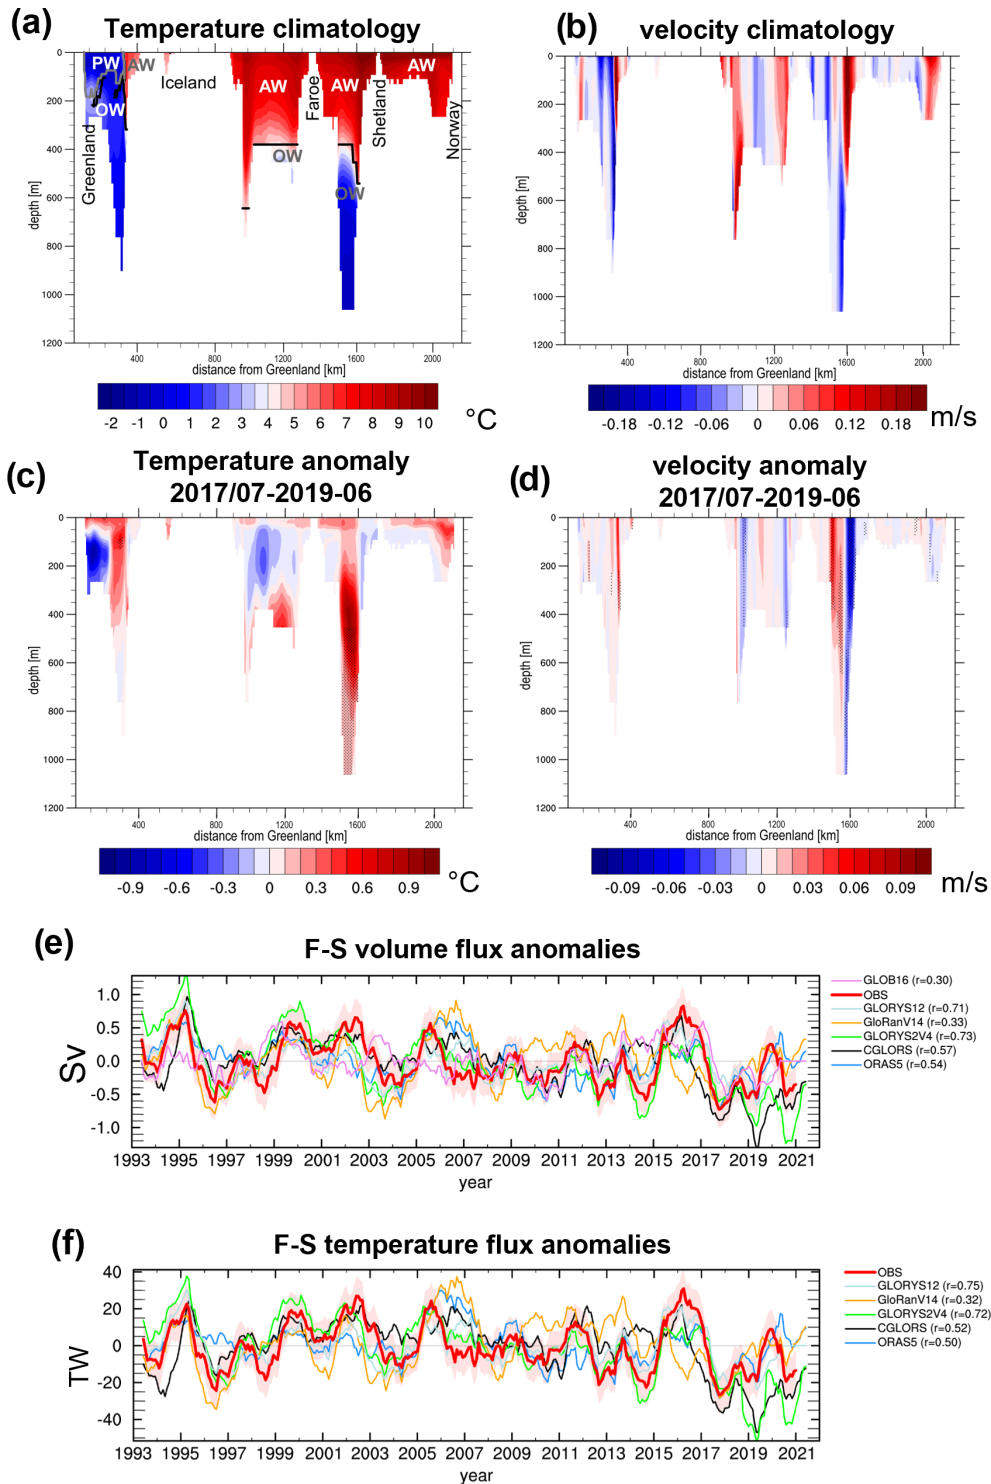 (a) Temperature climatology
0
200
400
600
800
1000
1200
depth [m]
PW
AW
OW
Greenland
Iceland
AW
OW
Faroe
AW
OW
Shetland
AW
Norway
400 1200 1600 2000
distance from Greenland [km]
-2 -1 0 1 2 3 4 5 6 7 8 9 10
°C
(b) velocity climatology
0
200
400
600
800
1000
1200
depth [m]
400 1200 1600 2000
distance from Greenland [km]
-0.18 -0.12 -0.06 0 0.06 0.12 0.18
m/s
(c) Temperature anomaly
2017/07-2019-06
0
200
400
600
800
1000
1200
depth [m]
400 1200 1600 2000
distance from Greenland [km]
-0.9 -0.6 -0.3 0 0.3 0.6 0.9
°C
(d) velocity anomaly
2017/07-2019-06
0
200
400
600
800
1000
1200
depth [m]
400 1200 1600 2000
distance from Greenland [km]
-0.09 -0.06 -0.03 0 0.03 0.06 0.09
m/s
(e) F-S volume flux anomalies
1.0
0.5
0.0
-0.5
-1.0
Sv
1993 1995 1997 1999 2001 2003 2005 2007 2009 2011 2013 2015 2017 2019 2021
year
GLOB16 (r=0.30)
OBS
GLORYS12 (r=0.71)
GloRanV14 (r=0.33)
GLORYS2V4 (r=0.73)
CGLORS (r=0.57)
ORAS5 (r=0.54)
(f) F-S temperature flux anomalies
40
20
0
-20
-40
TW
1993 1995 1997 1999 2001 2003 2005 2007 2009 2011 2013 2015 2017 2019 2021
year
OBS
GLORYS12 (r=0.75)
GloRanV14 (r=0.32)
GLORYS2V4 (r=0.72)
CGLORS (r=0.52)
ORAS5 (r=0.50)